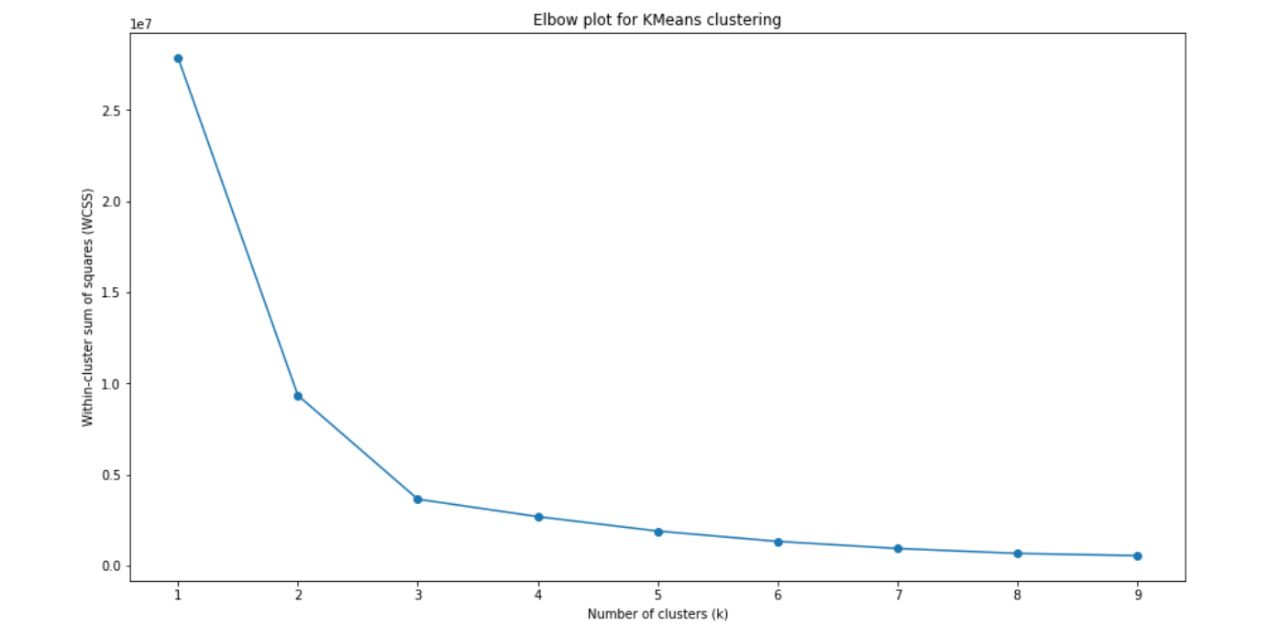 Elbow plot for KMeans clustering
1e7
2.5
2.0
1.5
1.0
0.5
0.0
Within-cluster sum of squares (WCSS)
1 2 3 4 5 6 7 8 9
Number of clusters (k)